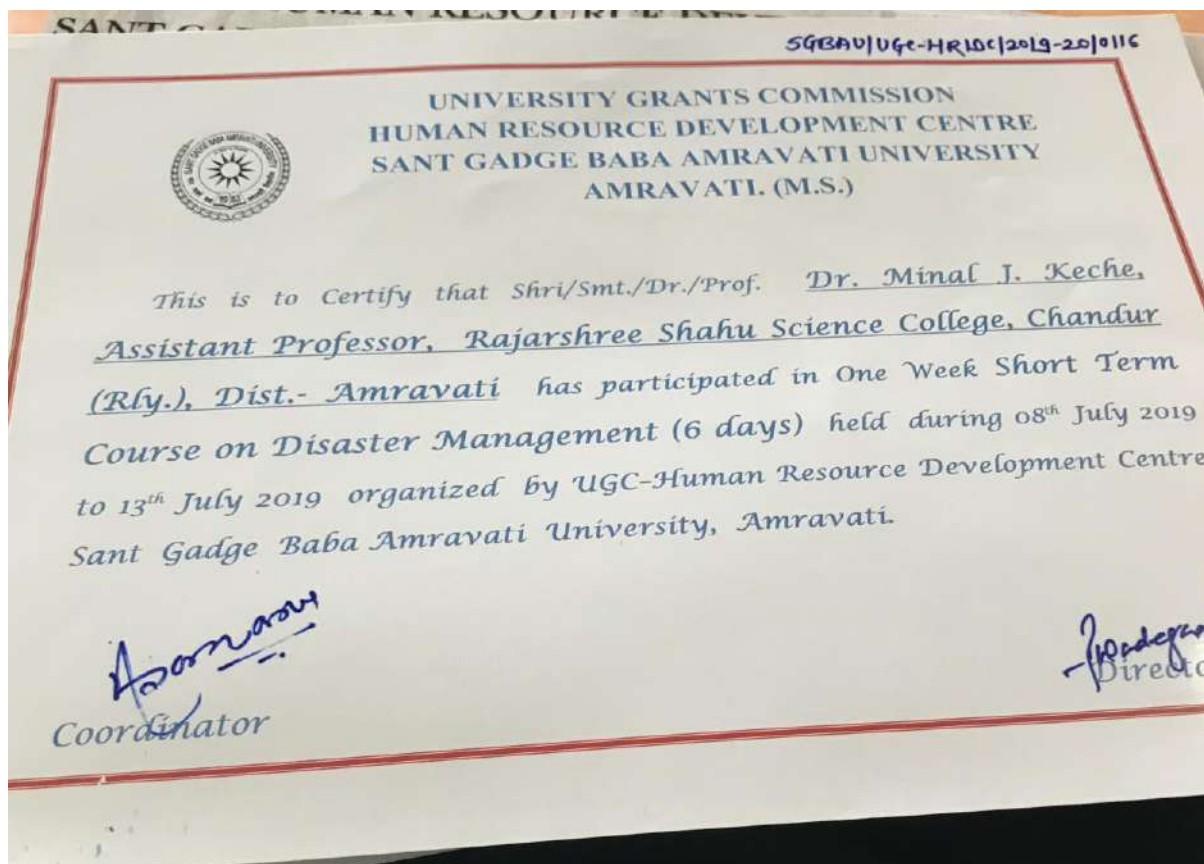 SGBAU/UGC-HRDC/2019-20/0116
UNIVERSITY GRANTS COMMISSION
HUMAN RESOURCE DEVELOPMENT CENTRE
SANT GADGE BABA AMRAVATI UNIVERSITY
AMRAVATI. (M.S.)
This is to Certify that Shri/Smt./Dr./Prof. Dr. Minal J. Keche,
Assistant Professor, Rajarshree Shahu Science College, Chandur
(Rly.), Dist.- Amravati has participated in One Week Short Term
Course on Disaster Management (6 days) held during 08th July 2019
to 13th July 2019 organized by UGC-Human Resource Development Centre
Sant Gadge Baba Amravati University, Amravati.
Coordinator
Directo